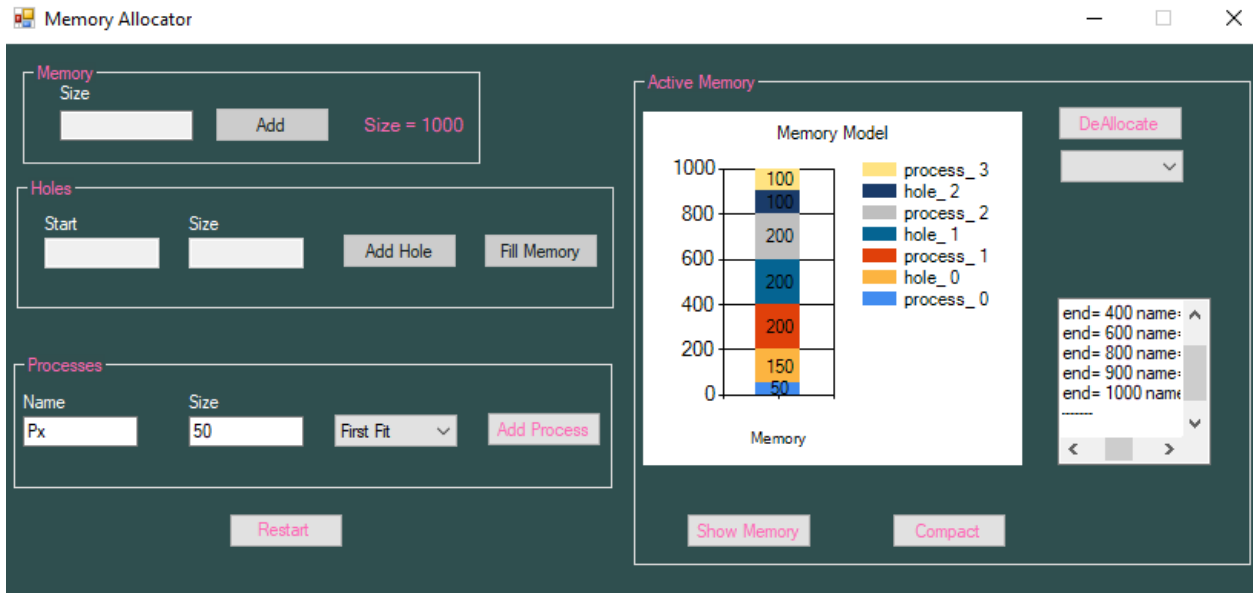 Memory Allocator
Memory
Size
Add
Size = 1000
Holes
Start
Size
Add Hole
Fill Memory
Processes
Name
Size
Px
50
First Fit
Add Process
Restart
Active Memory
Memory Model
1000
800
600
400
200
0
100
100
200
200
200
150
50
Memory
process_ 3
hole_ 2
process_ 2
hole_ 1
process_ 1
hole_ 0
process_ 0
DeAllocate
end= 400 name=
end= 600 name=
end= 800 name=
end= 900 name=
end= 1000 name
-------
Show Memory
Compact